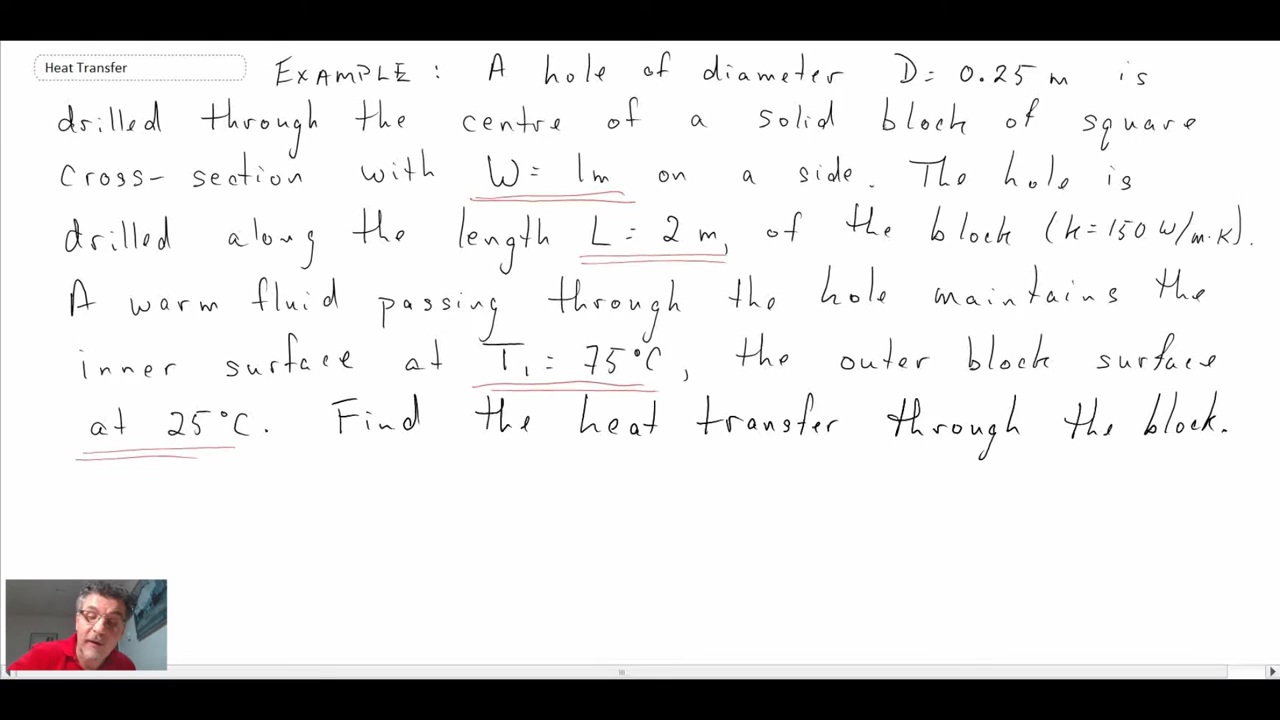 Heat Transfer
EXAMPLE : A hole of diameter D= 0.25 m is
drilled through the centre of a solid block of square
cross-section with W= 1m on a side. The hole is
drilled along the length L = 2 m, of the block (k=150 W/m·K).
A warm fluid passing through the hole maintains the
inner surface at T₁ = 75°C, the outer block surface
at 25°C. Find the heat transfer through the block.